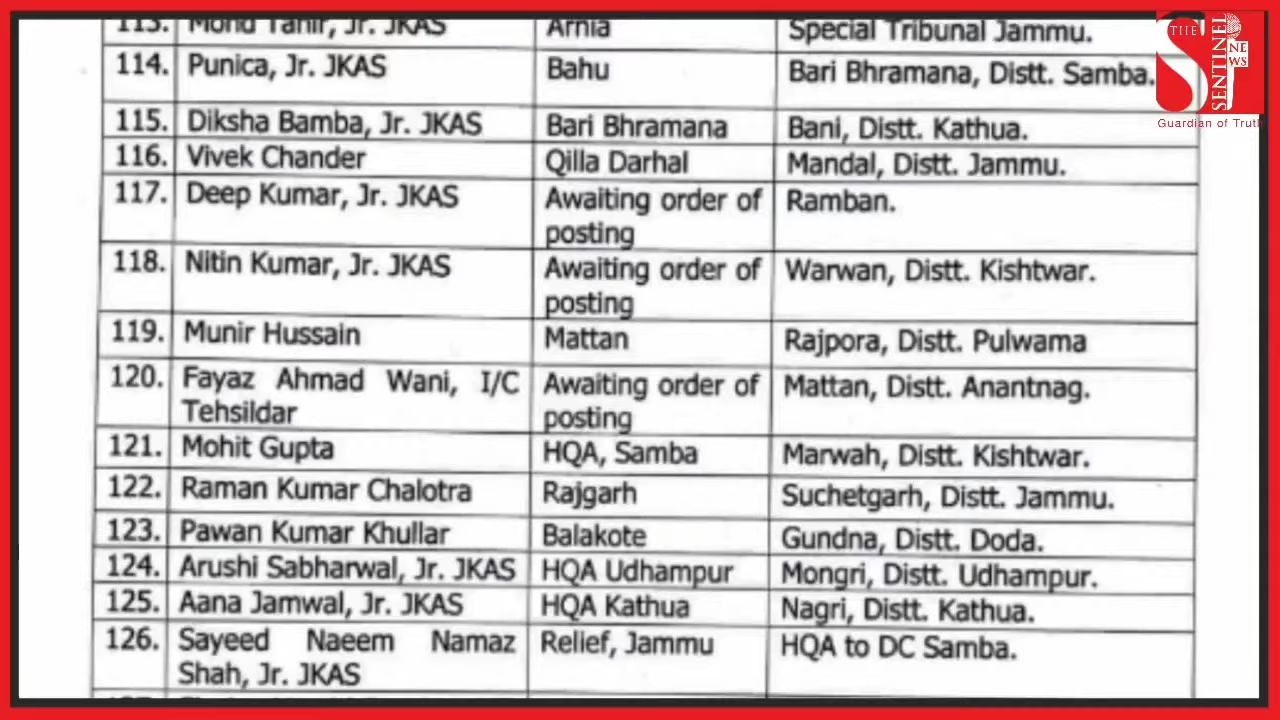 113. Mohd Tahir, Jr. JKAS Arnia Special Tribunal Jammu.
114. Punica, Jr. JKAS Bahu Bari Bhramana, Distt. Samba.
115. Diksha Bamba, Jr. JKAS Bari Bhramana Bani, Distt. Kathua.
116. Vivek Chander Qilla Darhal Mandal, Distt. Jammu.
117. Deep Kumar, Jr. JKAS Awaiting order of Ramban.
posting
118. Nitin Kumar, Jr. JKAS Awaiting order of Warwan, Distt. Kishtwar.
posting
119. Munir Hussain Mattan Rajpora, Distt. Pulwama
120. Fayaz Ahmad Wani, I/C Awaiting order of Mattan, Distt. Anantnag.
Tehsildar posting
121. Mohit Gupta HQA, Samba Marwah, Distt. Kishtwar.
122. Raman Kumar Chalotra Rajgarh Suchetgarh, Distt. Jammu.
123. Pawan Kumar Khullar Balakote Gundna, Distt. Doda.
124. Arushi Sabharwal, Jr. JKAS HQA Udhampur Mongri, Distt. Udhampur.
125. Aana Jamwal, Jr. JKAS HQA Kathua Nagri, Distt. Kathua.
126. Sayeed Naeem Namaz Relief, Jammu HQA to DC Samba.
Shah, Jr. JKAS
THE
SENTINEL
NEWS
Guardian of Truth